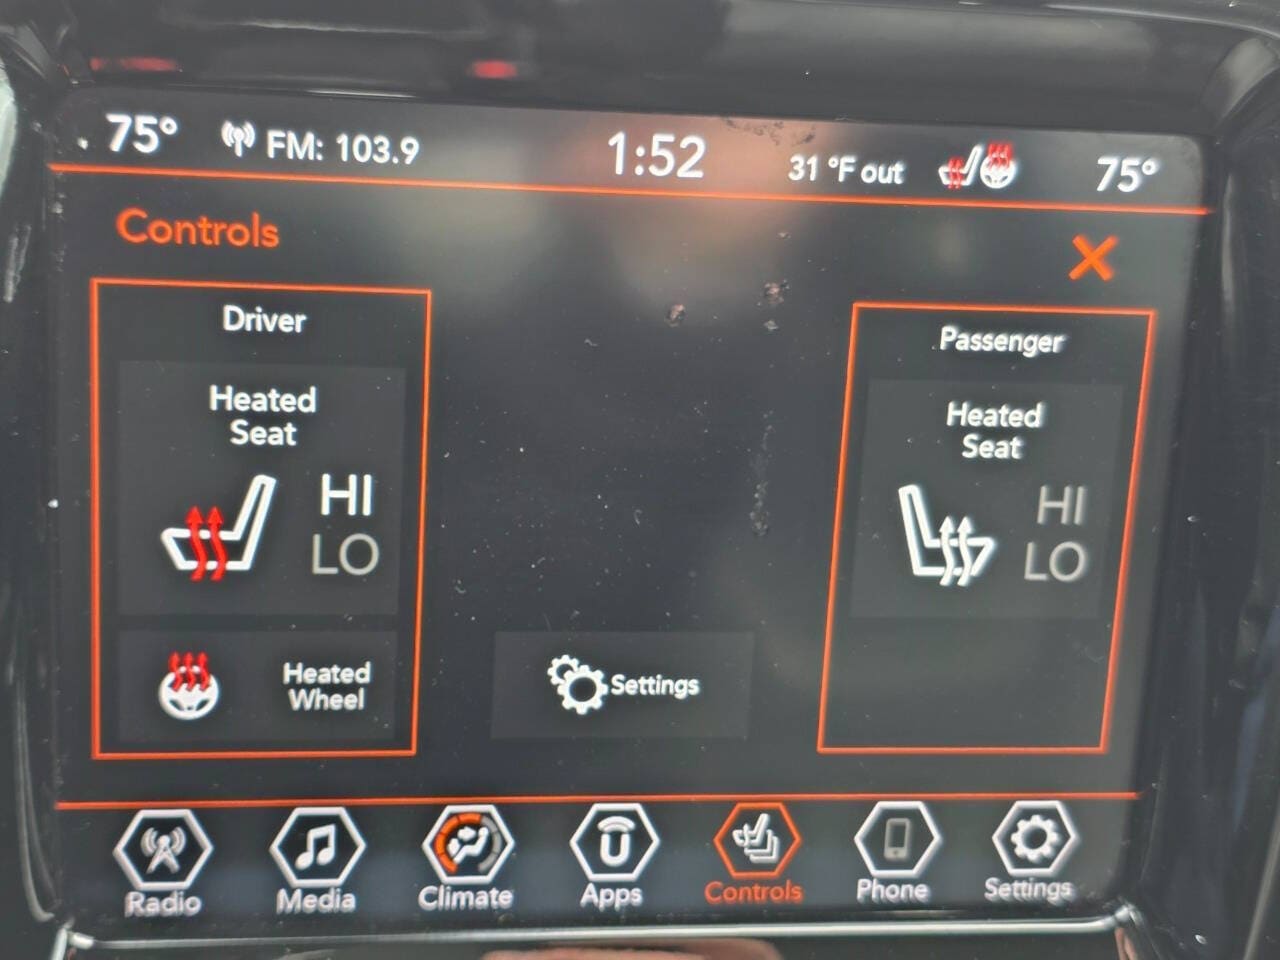 75° FM: 103.9 1:52 31 °F out 75°
Controls
Driver
Heated
Seat
HI
LO
Heated
Wheel
Settings
Passenger
Heated
Seat
HI
LO
Radio Media Climate Apps Controls Phone Settings